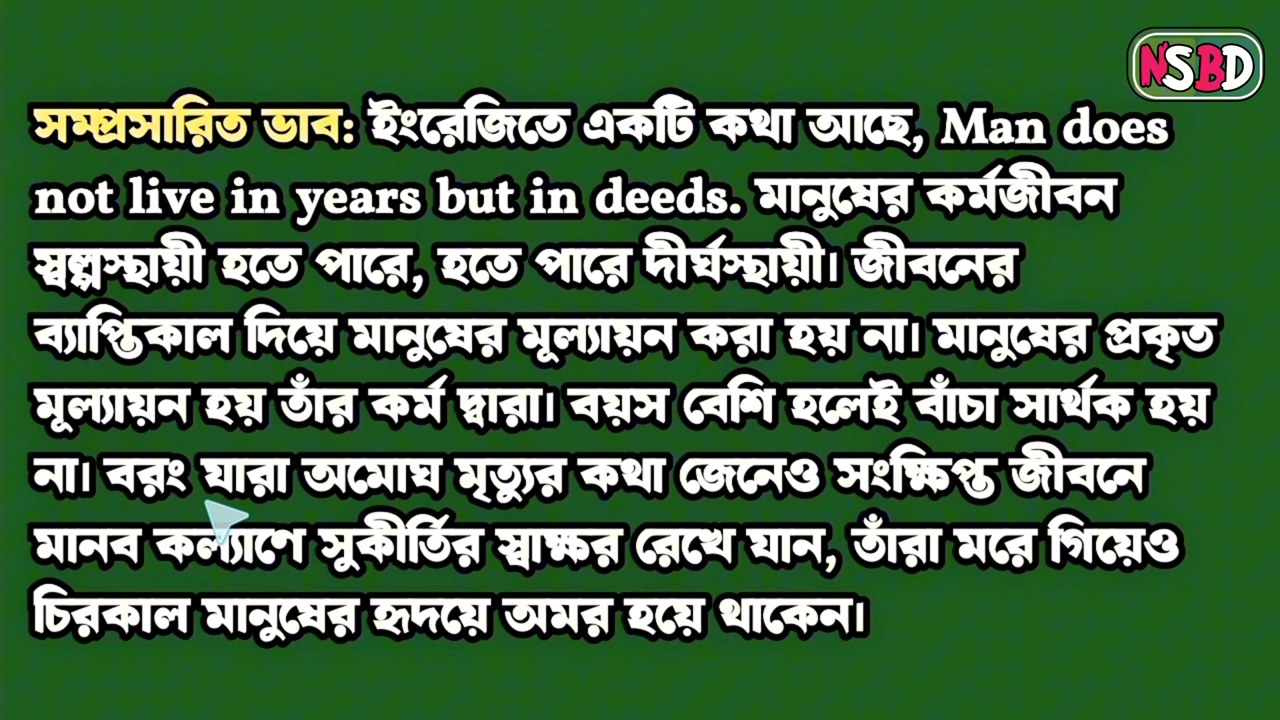 NSBD
সম্প্রসারিত ভাব: ইংরেজিতে একটি কথা আছে, Man does
not live in years but in deeds. মানুষের কর্মজীবন
স্বল্পস্থায়ী হতে পারে, হতে পারে দীর্ঘস্থায়ী। জীবনের
ব্যাপ্তিকাল দিয়ে মানুষের মূল্যায়ন করা হয় না। মানুষের প্রকৃত
মূল্যায়ন হয় তাঁর কর্ম দ্বারা। বয়স বেশি হলেই বাঁচা সার্থক হয়
না। বরং যারা অমোঘ মৃত্যুর কথা জেনেও সংক্ষিপ্ত জীবনে
মানব কল্যাণে সুকীর্তির স্বাক্ষর রেখে যান, তাঁরা মরে গিয়েও
চিরকাল মানুষের হৃদয়ে অমর হয়ে থাকেন।